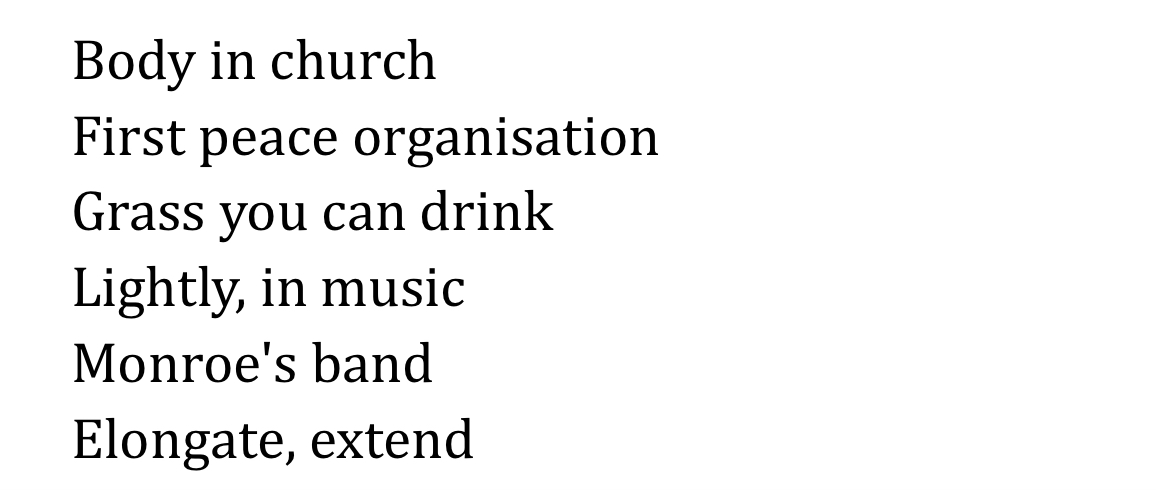 Body in church
First peace organisation
Grass you can drink
Lightly, in music
Monroe's band
Elongate, extend